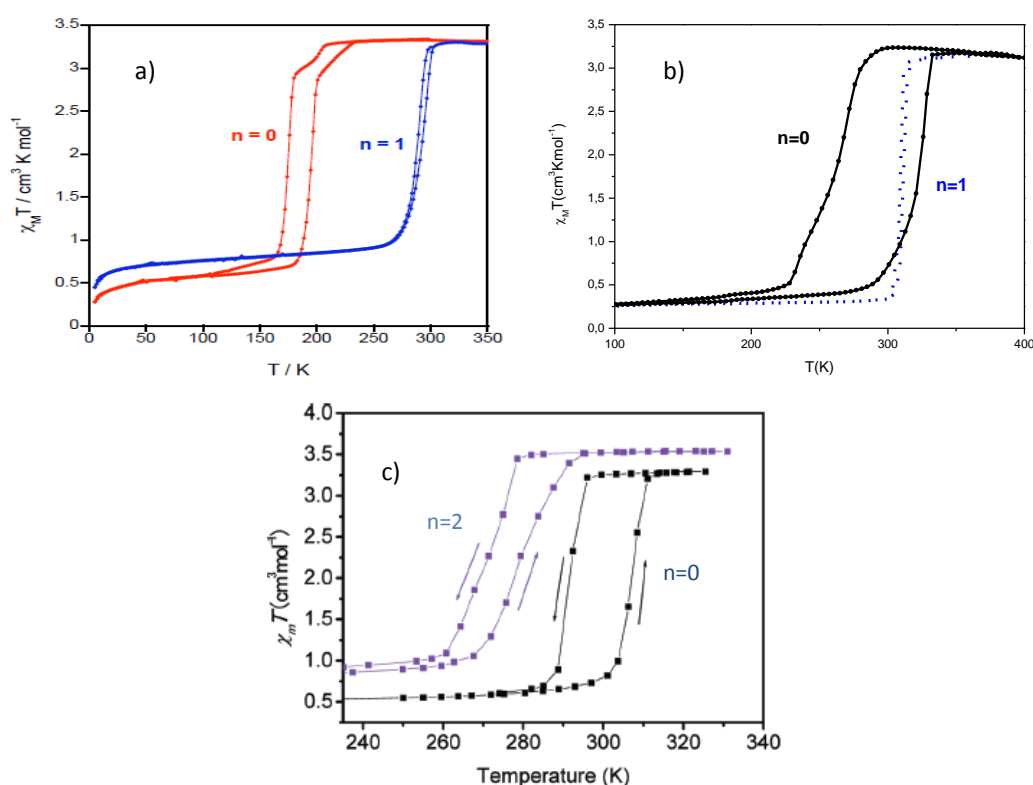 a)
3.5
3
2.5
2
1.5
1
0.5
0
n = 0
n = 1
χ_M T / cm³ K mol⁻¹
0
50
100
150
200
250
300
350
T / K
b)
3,5
3,0
2,5
2,0
1,5
1,0
0,5
0,0
n=0
n=1
χ_M T(cm³Kmol⁻¹)
100
200
300
400
T(K)
c)
4.0
3.5
3.0
2.5
2.0
1.5
1.0
0.5
n=2
n=0
χ_m T(cm³mol⁻¹)
240
260
280
300
320
340
Temperature (K)